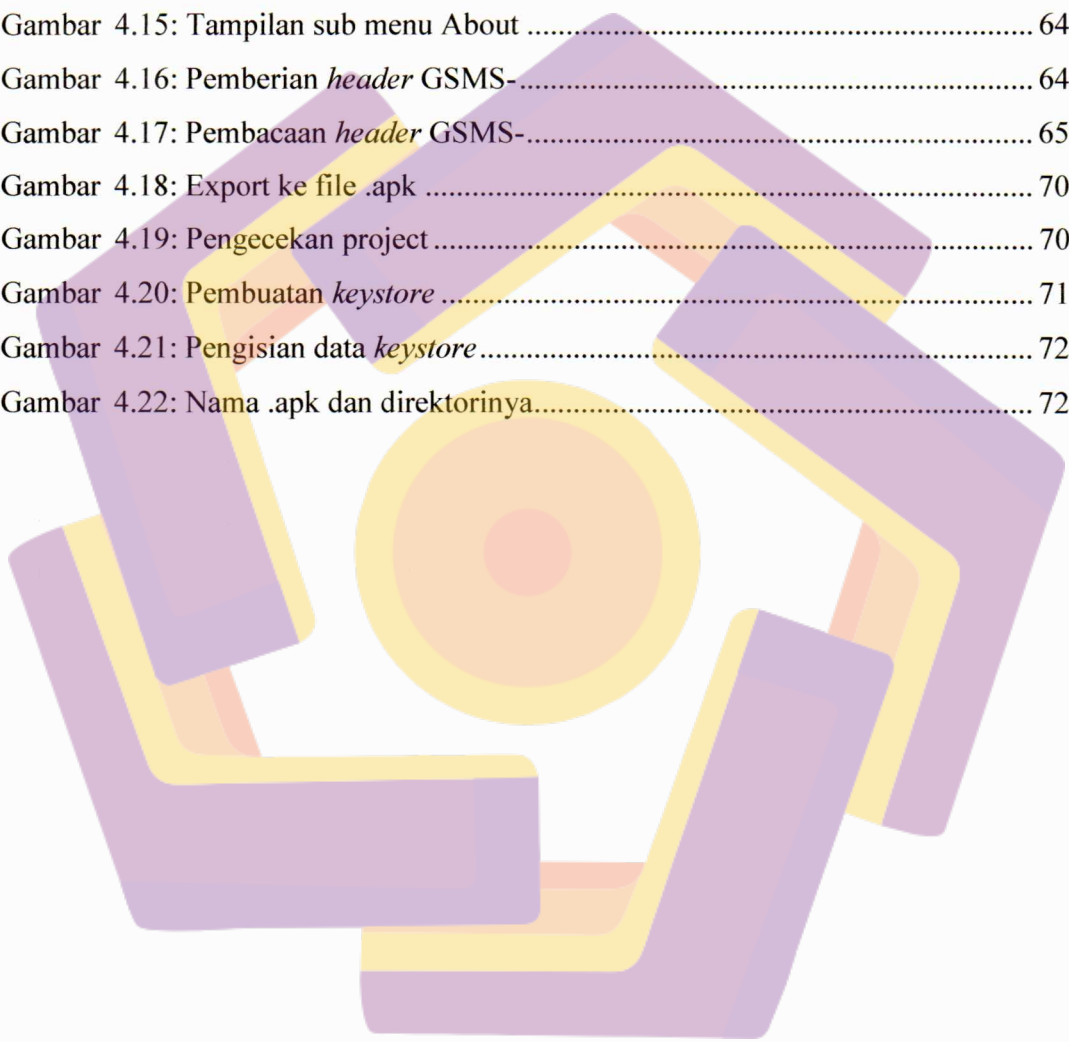 Gambar 4.15: Tampilan sub menu About ........................................................................ 64
Gambar 4.16: Pemberian header GSMS- ........................................................................ 64
Gambar 4.17: Pembacaan header GSMS- ........................................................................ 65
Gambar 4.18: Export ke file .apk ........................................................................ 70
Gambar 4.19: Pengecekan project ........................................................................ 70
Gambar 4.20: Pembuatan keystore ........................................................................ 71
Gambar 4.21: Pengisian data keystore ........................................................................ 72
Gambar 4.22: Nama .apk dan direktorinya ........................................................................ 72